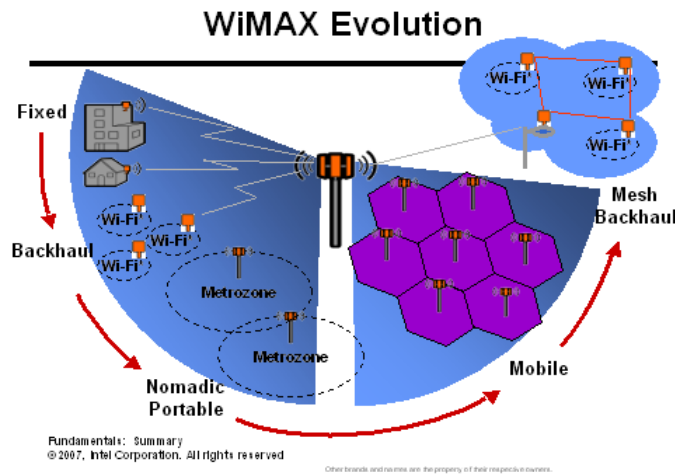 WiMAX Evolution
Fixed
Wi-Fi'
Wi-Fi'
Wi-Fi'
Mesh
Backhaul
Wi-Fi'
Wi-Fi'
Wi-Fi'
Backhaul
Metrozone
Metrozone
Nomadic
Portable
Mobile
Fundamentals: Summary
©2007, Intel Corporation. All rights reserved
Other brands and names are the property of their respective owners.